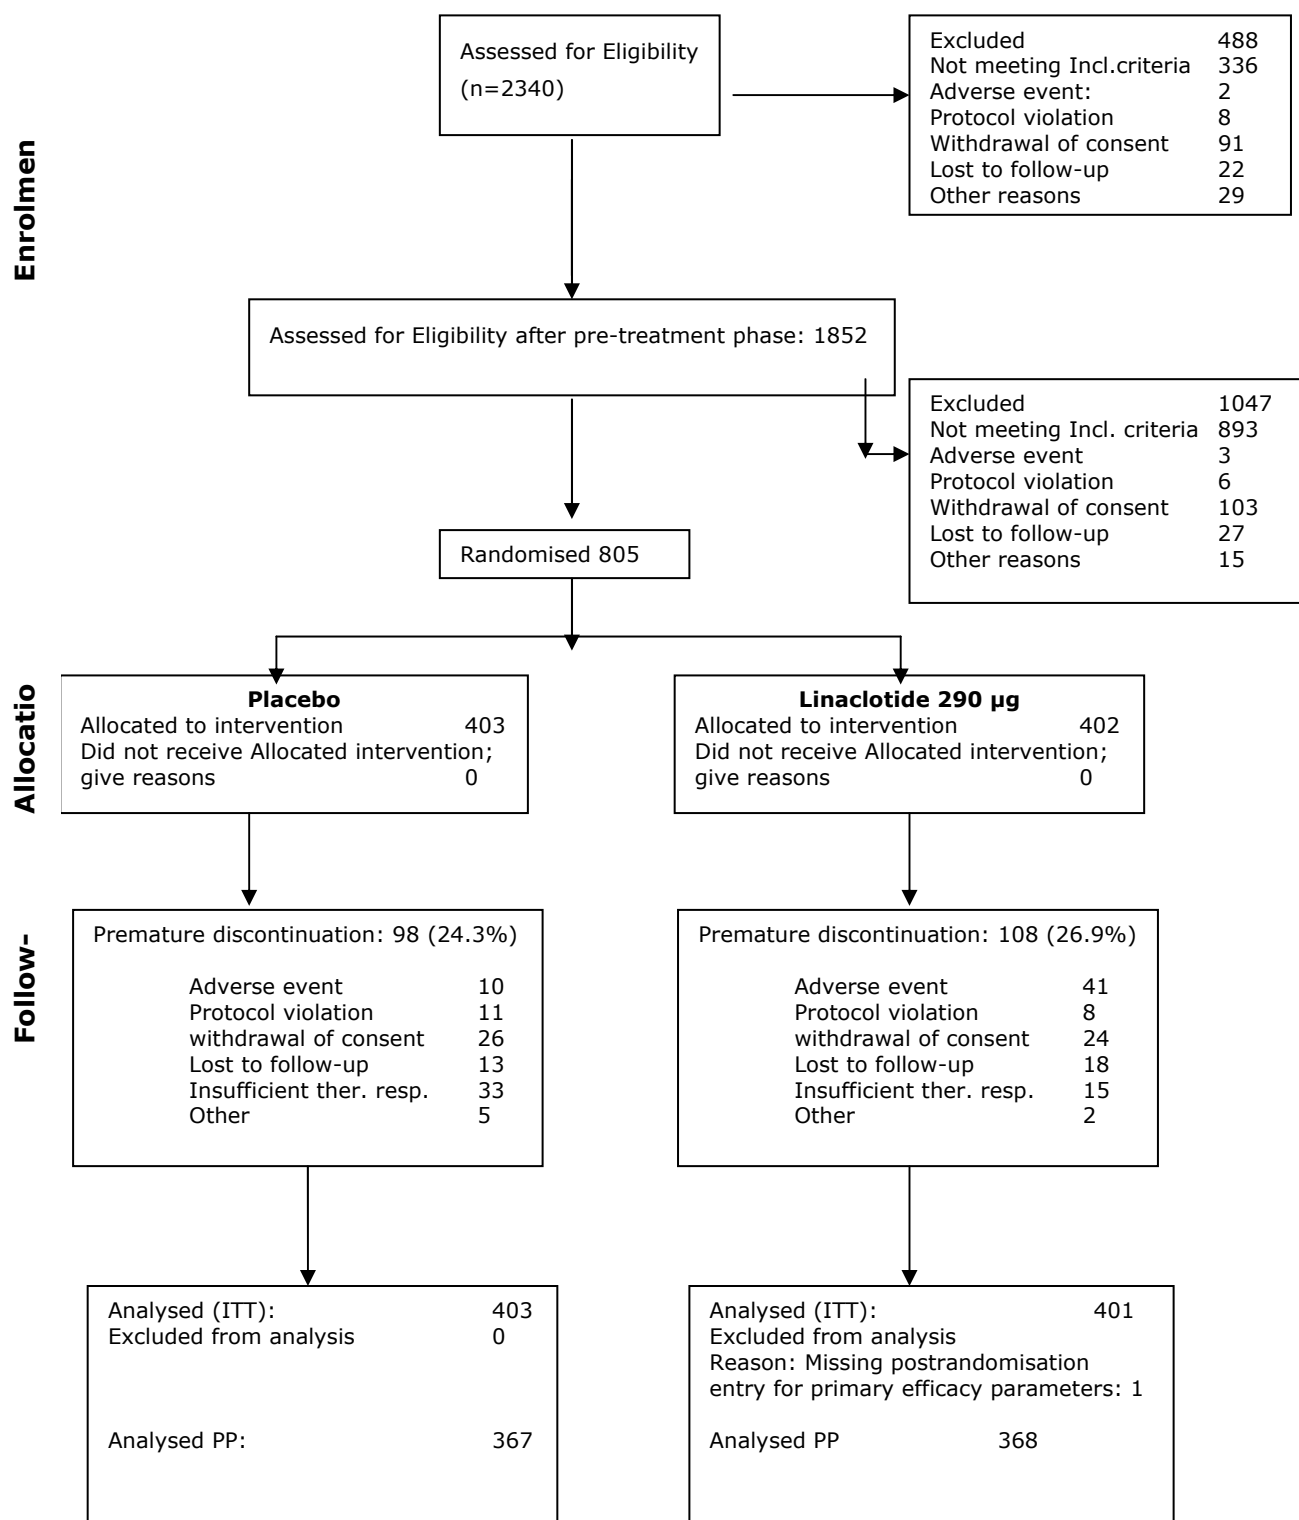 Assessed for Eligibility
(n=2340)
Excluded 488
Not meeting Incl.criteria 336
Adverse event: 2
Protocol violation 8
Withdrawal of consent 91
Lost to follow-up 22
Other reasons 29
Enrolmen
Assessed for Eligibility after pre-treatment phase: 1852
Excluded 1047
Not meeting Incl. criteria 893
Adverse event 3
Protocol violation 6
Withdrawal of consent 103
Lost to follow-up 27
Other reasons 15
Randomised 805
Allocatio
Placebo
Allocated to intervention 403
Did not receive Allocated intervention;
give reasons 0
Linaclotide 290 µg
Allocated to intervention 402
Did not receive Allocated intervention;
give reasons 0
Follow-
Premature discontinuation: 98 (24.3%)
Adverse event 10
Protocol violation 11
withdrawal of consent 26
Lost to follow-up 13
Insufficient ther. resp. 33
Other 5
Premature discontinuation: 108 (26.9%)
Adverse event 41
Protocol violation 8
withdrawal of consent 24
Lost to follow-up 18
Insufficient ther. resp. 15
Other 2
Analysed (ITT): 403
Excluded from analysis 0
Analysed PP: 367
Analysed (ITT): 401
Excluded from analysis
Reason: Missing postrandomisation
entry for primary efficacy parameters: 1
Analysed PP 368